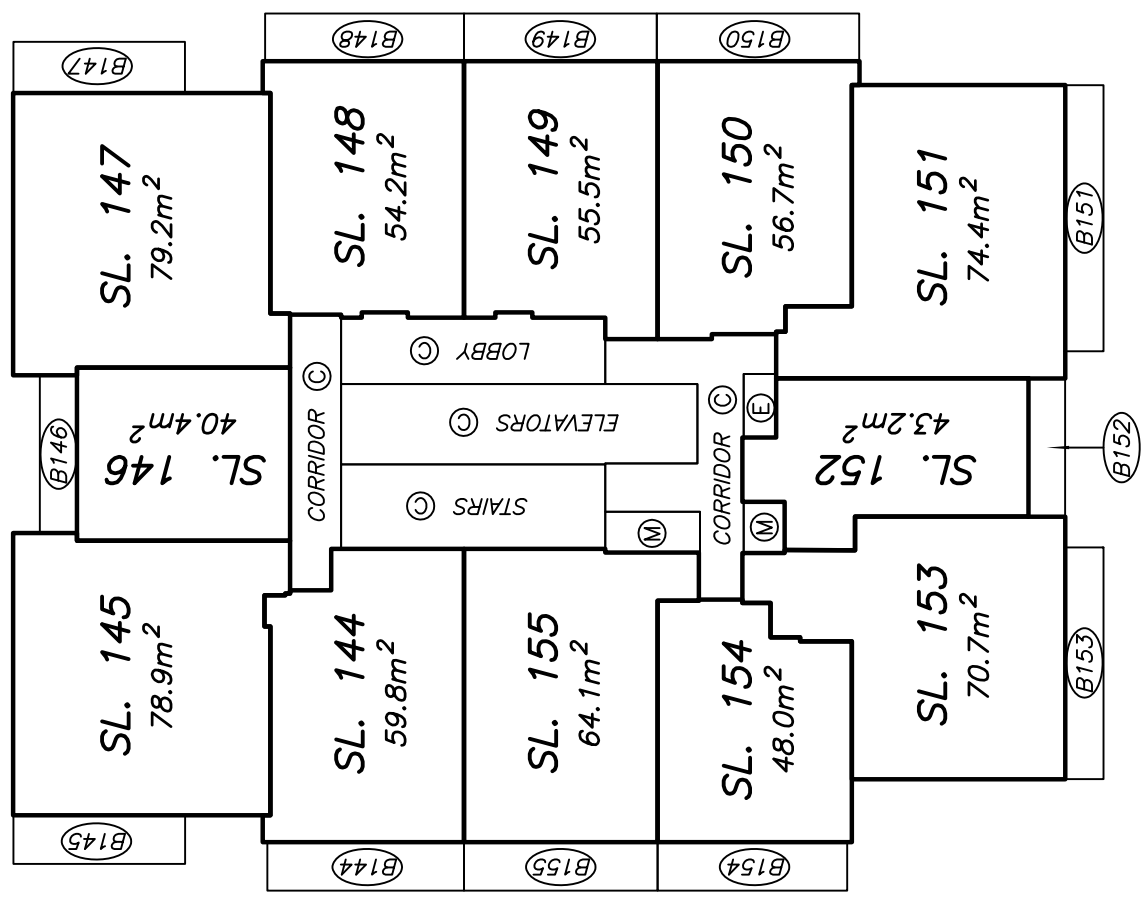 B148
B149
B150
B147
SL. 147
79.2m²
SL. 148
54.2m²
SL. 149
55.5m²
SL. 150
56.7m²
SL. 151
74.4m²
B151
B146
SL. 146
40.4m²
CORRIDOR C
LOBBY C
ELEVATORS C
STAIRS C
CORRIDOR C
E
M
M
SL. 152
43.2m²
B152
SL. 145
78.9m²
SL. 144
59.8m²
SL. 155
64.1m²
SL. 154
48.0m²
SL. 153
70.7m²
B153
B145
B144
B155
B154